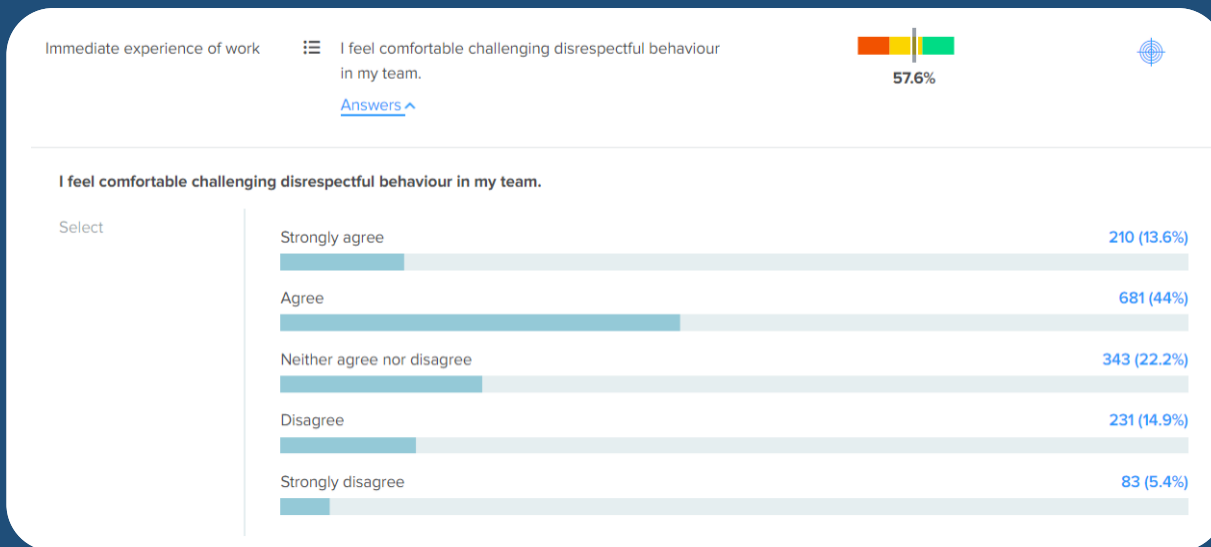 Immediate experience of work
I feel comfortable challenging disrespectful behaviour
in my team.
Answers
57.6%
I feel comfortable challenging disrespectful behaviour in my team.
Select
Strongly agree 210 (13.6%)
Agree 681 (44%)
Neither agree nor disagree 343 (22.2%)
Disagree 231 (14.9%)
Strongly disagree 83 (5.4%)